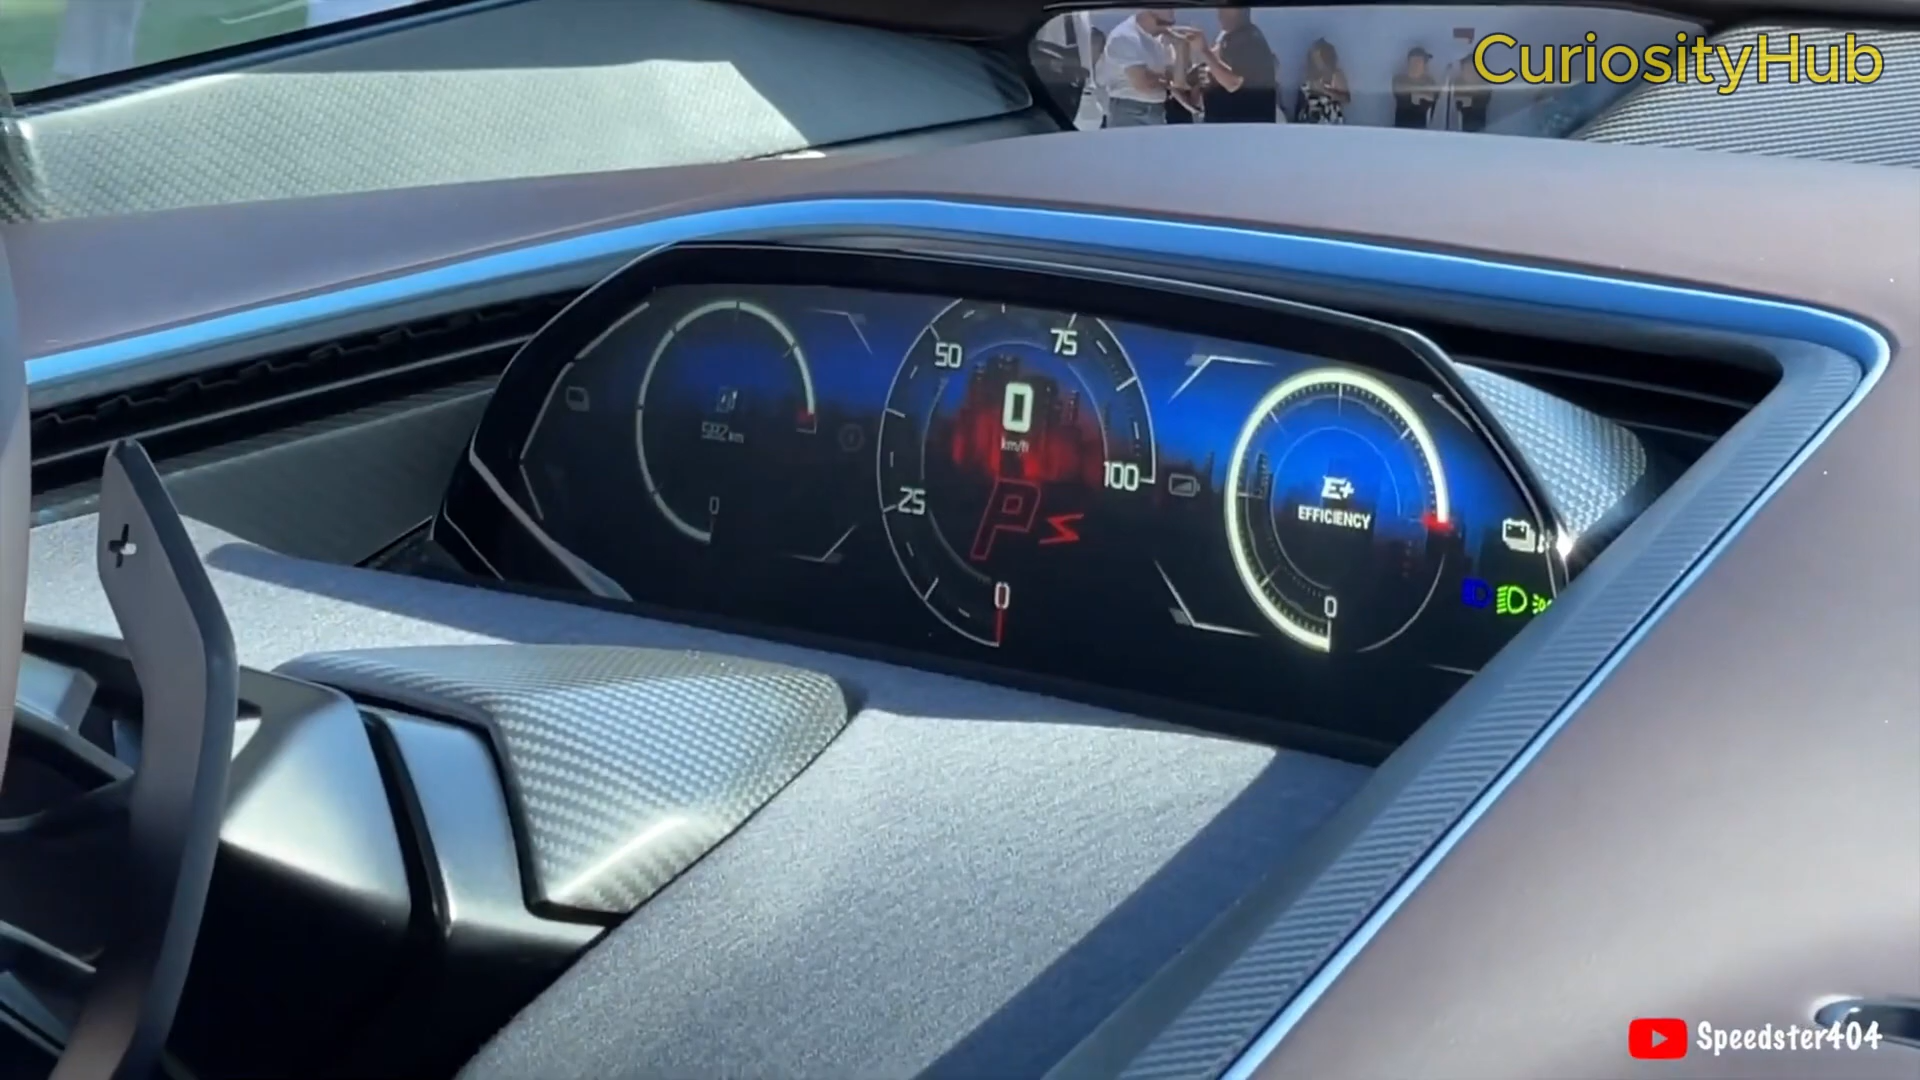 CuriosityHub
75
50
0
km/h
582 km
100
E+
EFFICIENCY
25
P
0
0
0
+
Speedster404